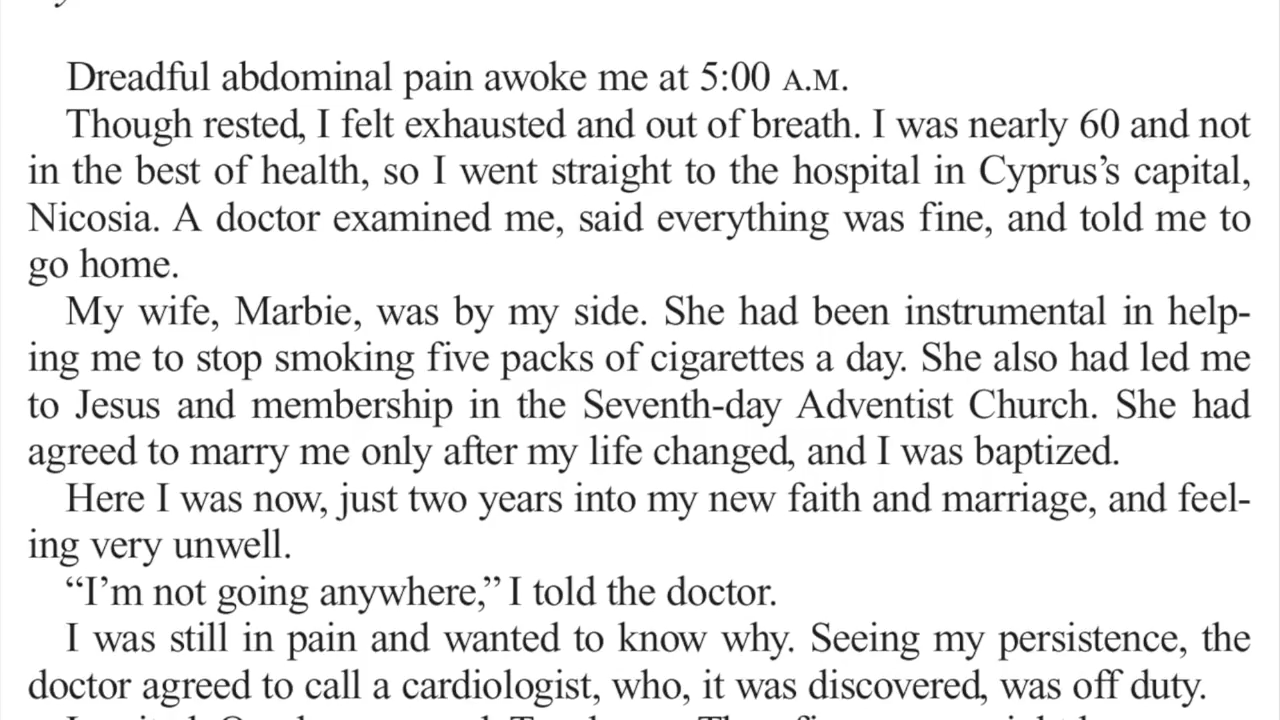 Dreadful abdominal pain awoke me at 5:00 A.M.
Though rested, I felt exhausted and out of breath. I was nearly 60 and not
in the best of health, so I went straight to the hospital in Cyprus’s capital,
Nicosia. A doctor examined me, said everything was fine, and told me to
go home.
My wife, Marbie, was by my side. She had been instrumental in help-
ing me to stop smoking five packs of cigarettes a day. She also had led me
to Jesus and membership in the Seventh-day Adventist Church. She had
agreed to marry me only after my life changed, and I was baptized.
Here I was now, just two years into my new faith and marriage, and feel-
ing very unwell.
“I’m not going anywhere,” I told the doctor.
I was still in pain and wanted to know why. Seeing my persistence, the
doctor agreed to call a cardiologist, who, it was discovered, was off duty.